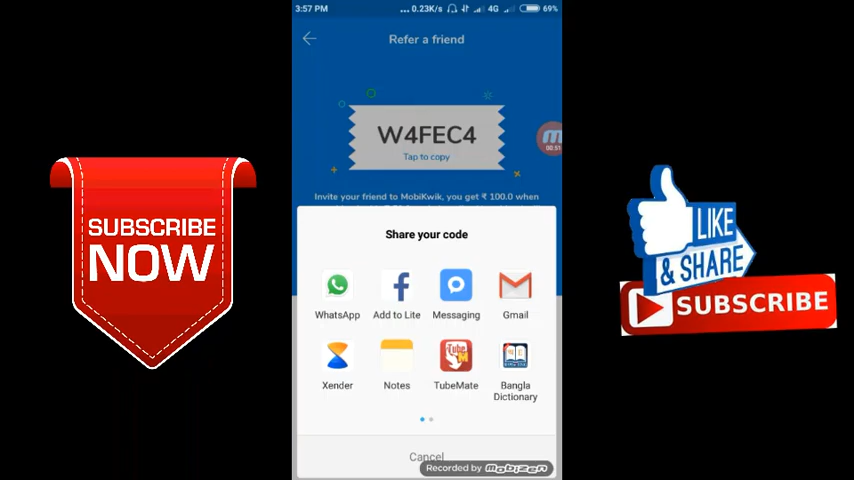 3:57 PM
... 0.23K/s 4G 69%
Refer a friend
W4FEC4
Tap to copy
00:51
Invite your friend to MobiKwik, you get ₹ 100.0 when
Share your code
WhatsApp Add to Lite Messaging Gmail
Xender Notes TubeMate Bangla
Dictionary
Cancel
Recorded by mobizen
SUBSCRIBE
NOW
LIKE
& SHARE
SUBSCRIBE